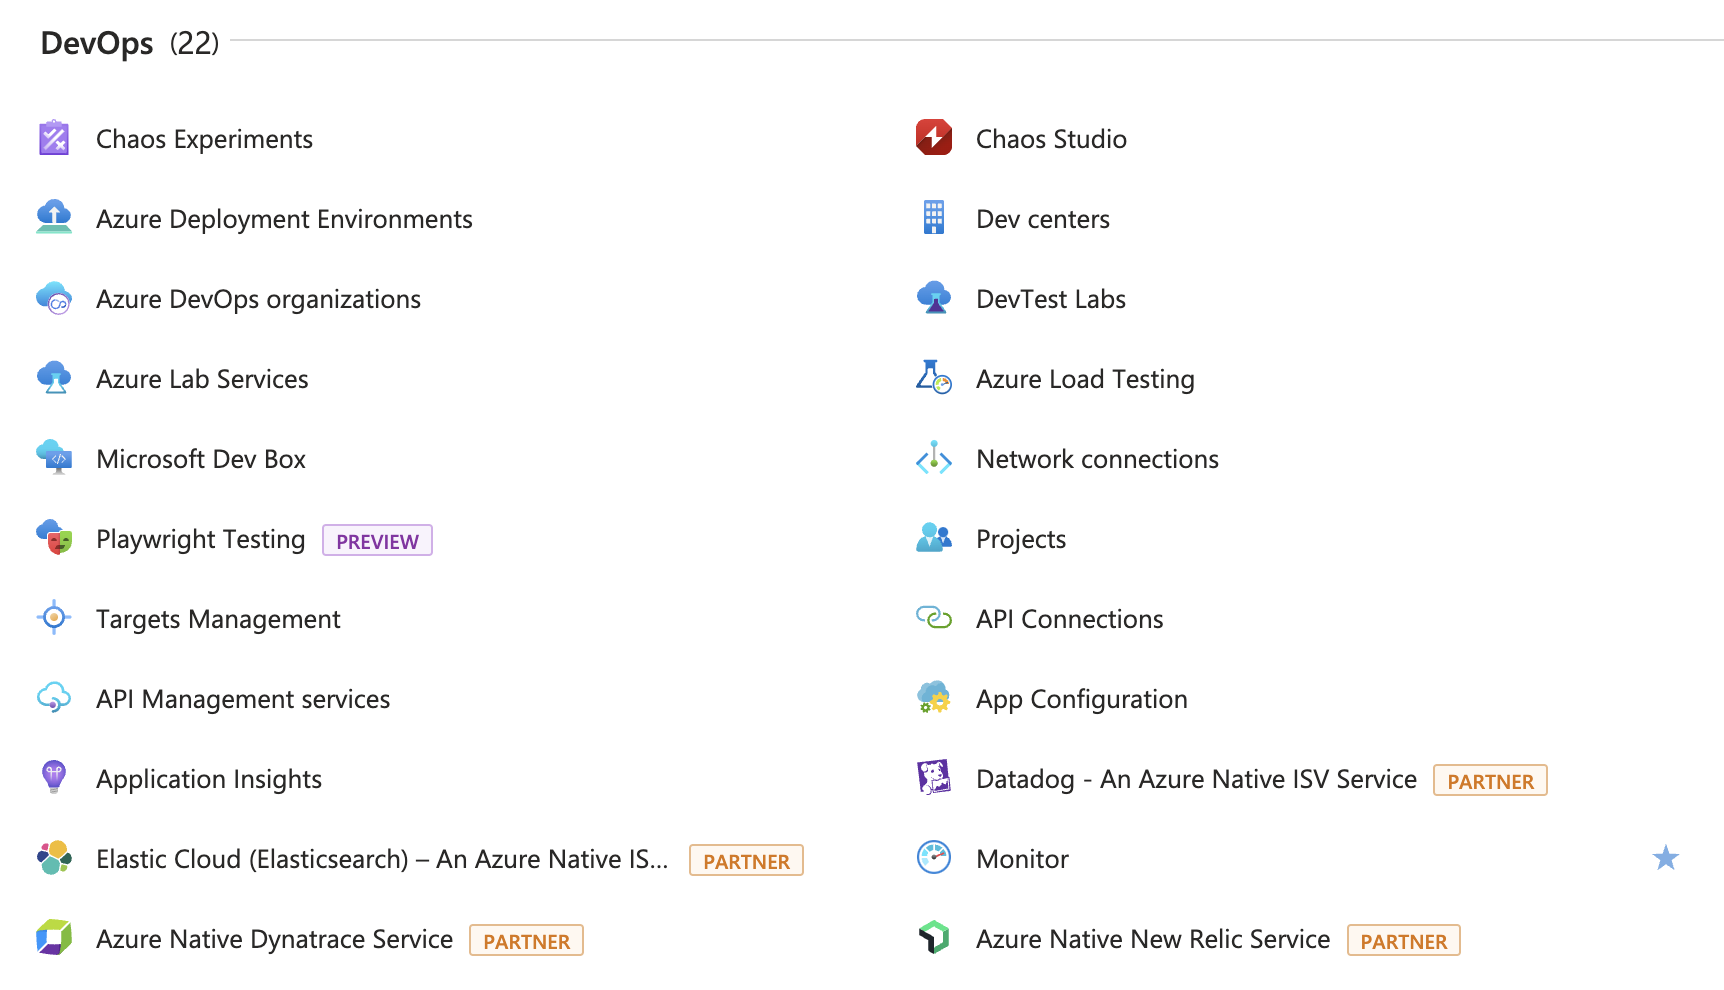 DevOps (22)
Chaos Experiments
Chaos Studio
Azure Deployment Environments
Dev centers
Azure DevOps organizations
DevTest Labs
Azure Lab Services
Azure Load Testing
Microsoft Dev Box
Network connections
Playwright Testing PREVIEW
Projects
Targets Management
API Connections
API Management services
App Configuration
Application Insights
Datadog - An Azure Native ISV Service PARTNER
Elastic Cloud (Elasticsearch) – An Azure Native IS... PARTNER
Monitor
Azure Native Dynatrace Service PARTNER
Azure Native New Relic Service PARTNER